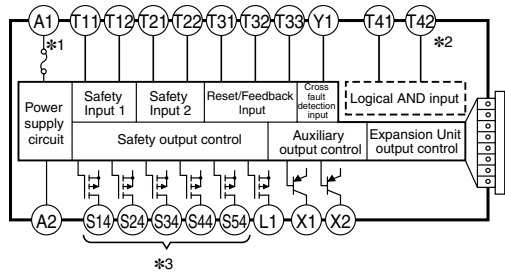 A1 T11 T12 T21 T22 T31 T32 T33 Y1 T41 T42
*1 *2
Power
supply
circuit
Safety
Input 1
Safety
Input 2
Reset/Feedback
Input
Cross
fault
detection
input
Logical AND input
Safety output control
Auxiliary
output control
Expansion Unit
output control
A2 S14 S24 S34 S44 S54 L1 X1 X2
*3